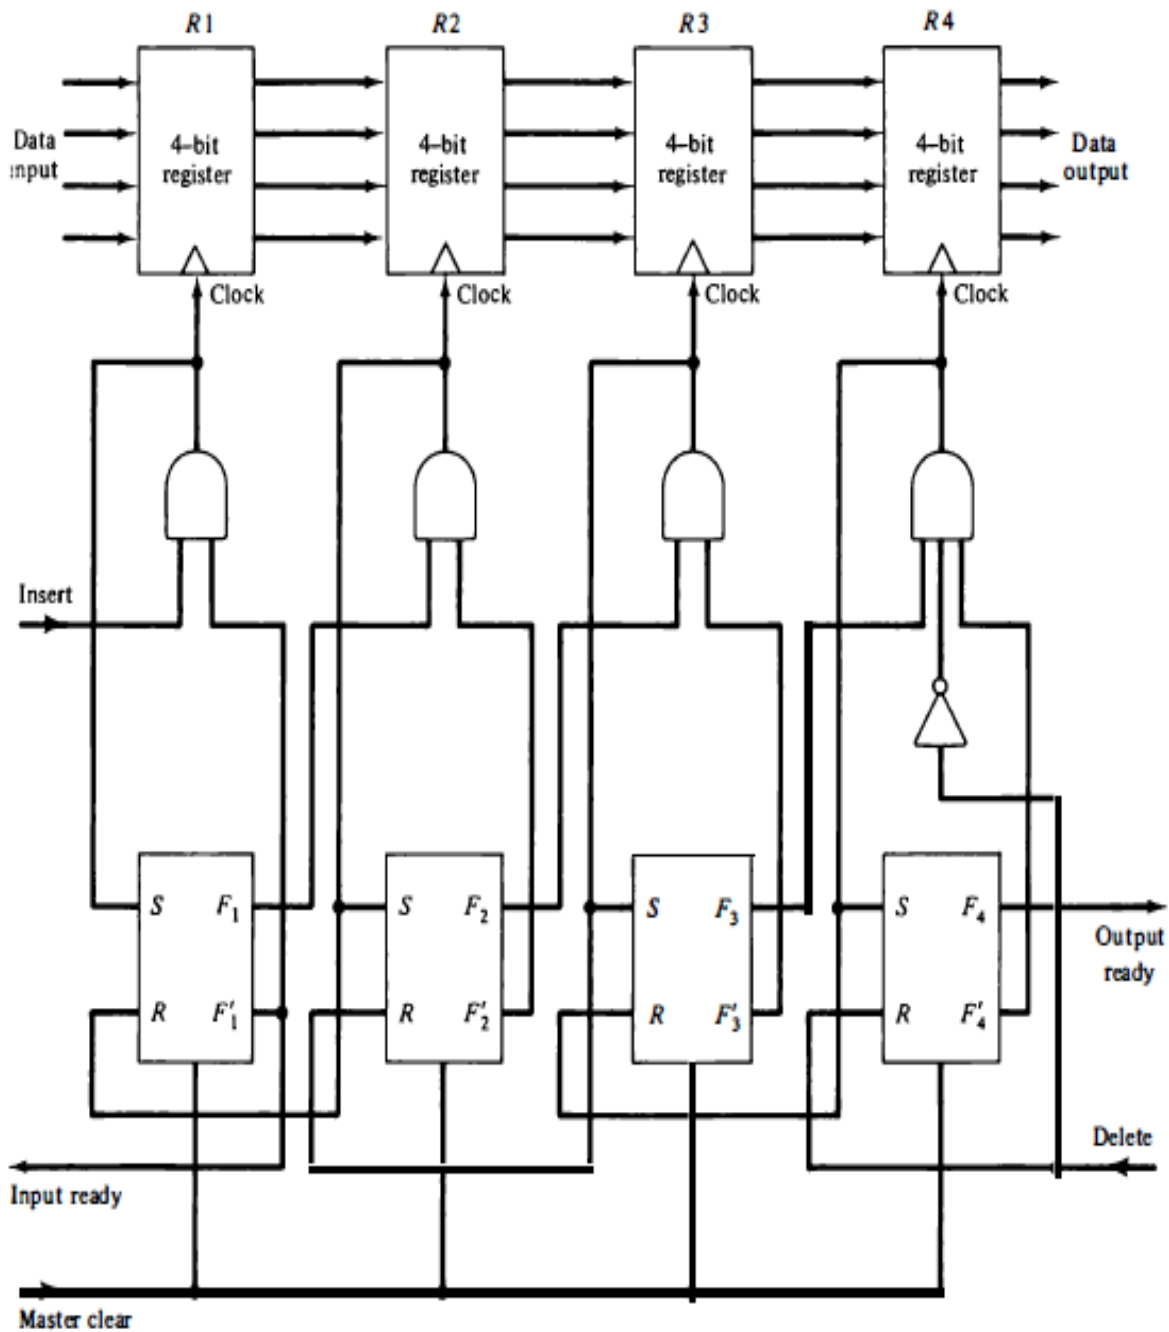 R1 R2 R3 R4
Data
input
4-bit
register
4-bit
register
4-bit
register
4-bit
register
Data
output
Clock Clock Clock Clock
Insert
S F₁ S F₂ S F₃ S F₄
Output
ready
R F′₁ R F′₂ R F′₃ R F′₄
Delete
Input ready
Master clear